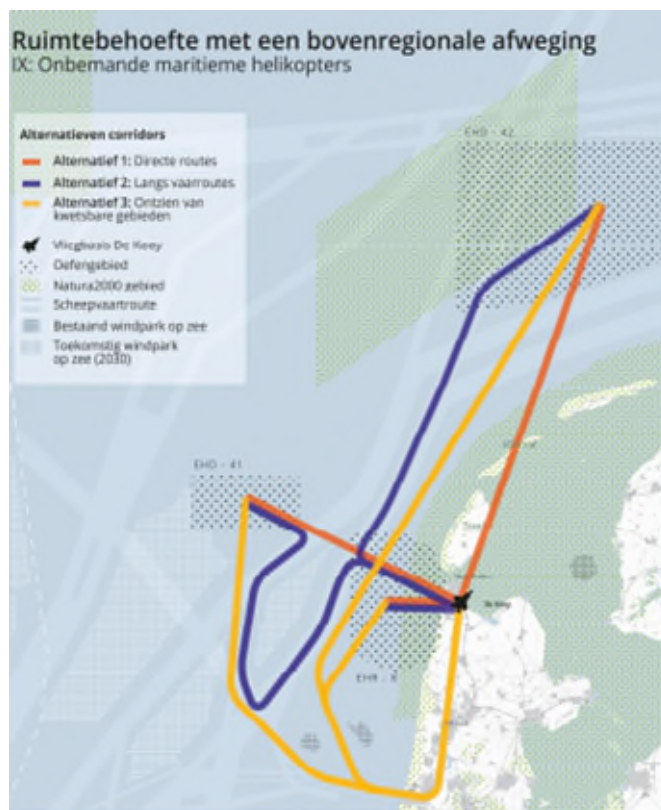 Ruimtebehoefte met een bovenregionale afweging
IX: Onbemande maritieme helikopters
Alternatieven corridors
Alternatief 1: Directe routes
Alternatief 2: Langs vaarroutes
Alternatief 3: Ontzien van
kwetsbare gebieden
Vliegbasis De Kooy
Oefengebied
Natura2000 gebied
Scheepvaartroute
Bestaand windpark op zee
Toekomstig windpark
op zee (2030)
EHD - 42
EHD - 41
EHR - 8